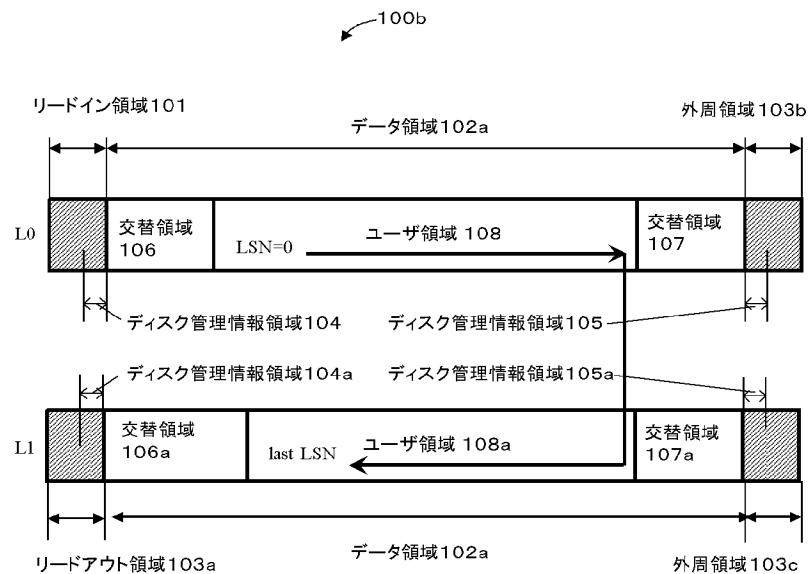 100b
リードイン領域101
データ領域102a
外周領域103b
L0
交替領域
106
LSN=0
ユーザ領域 108
交替領域
107
ディスク管理情報領域104
ディスク管理情報領域105
ディスク管理情報領域104a
ディスク管理情報領域105a
L1
交替領域
106a
last LSN
ユーザ領域 108a
交替領域
107a
リードアウト領域103a
データ領域102a
外周領域103c